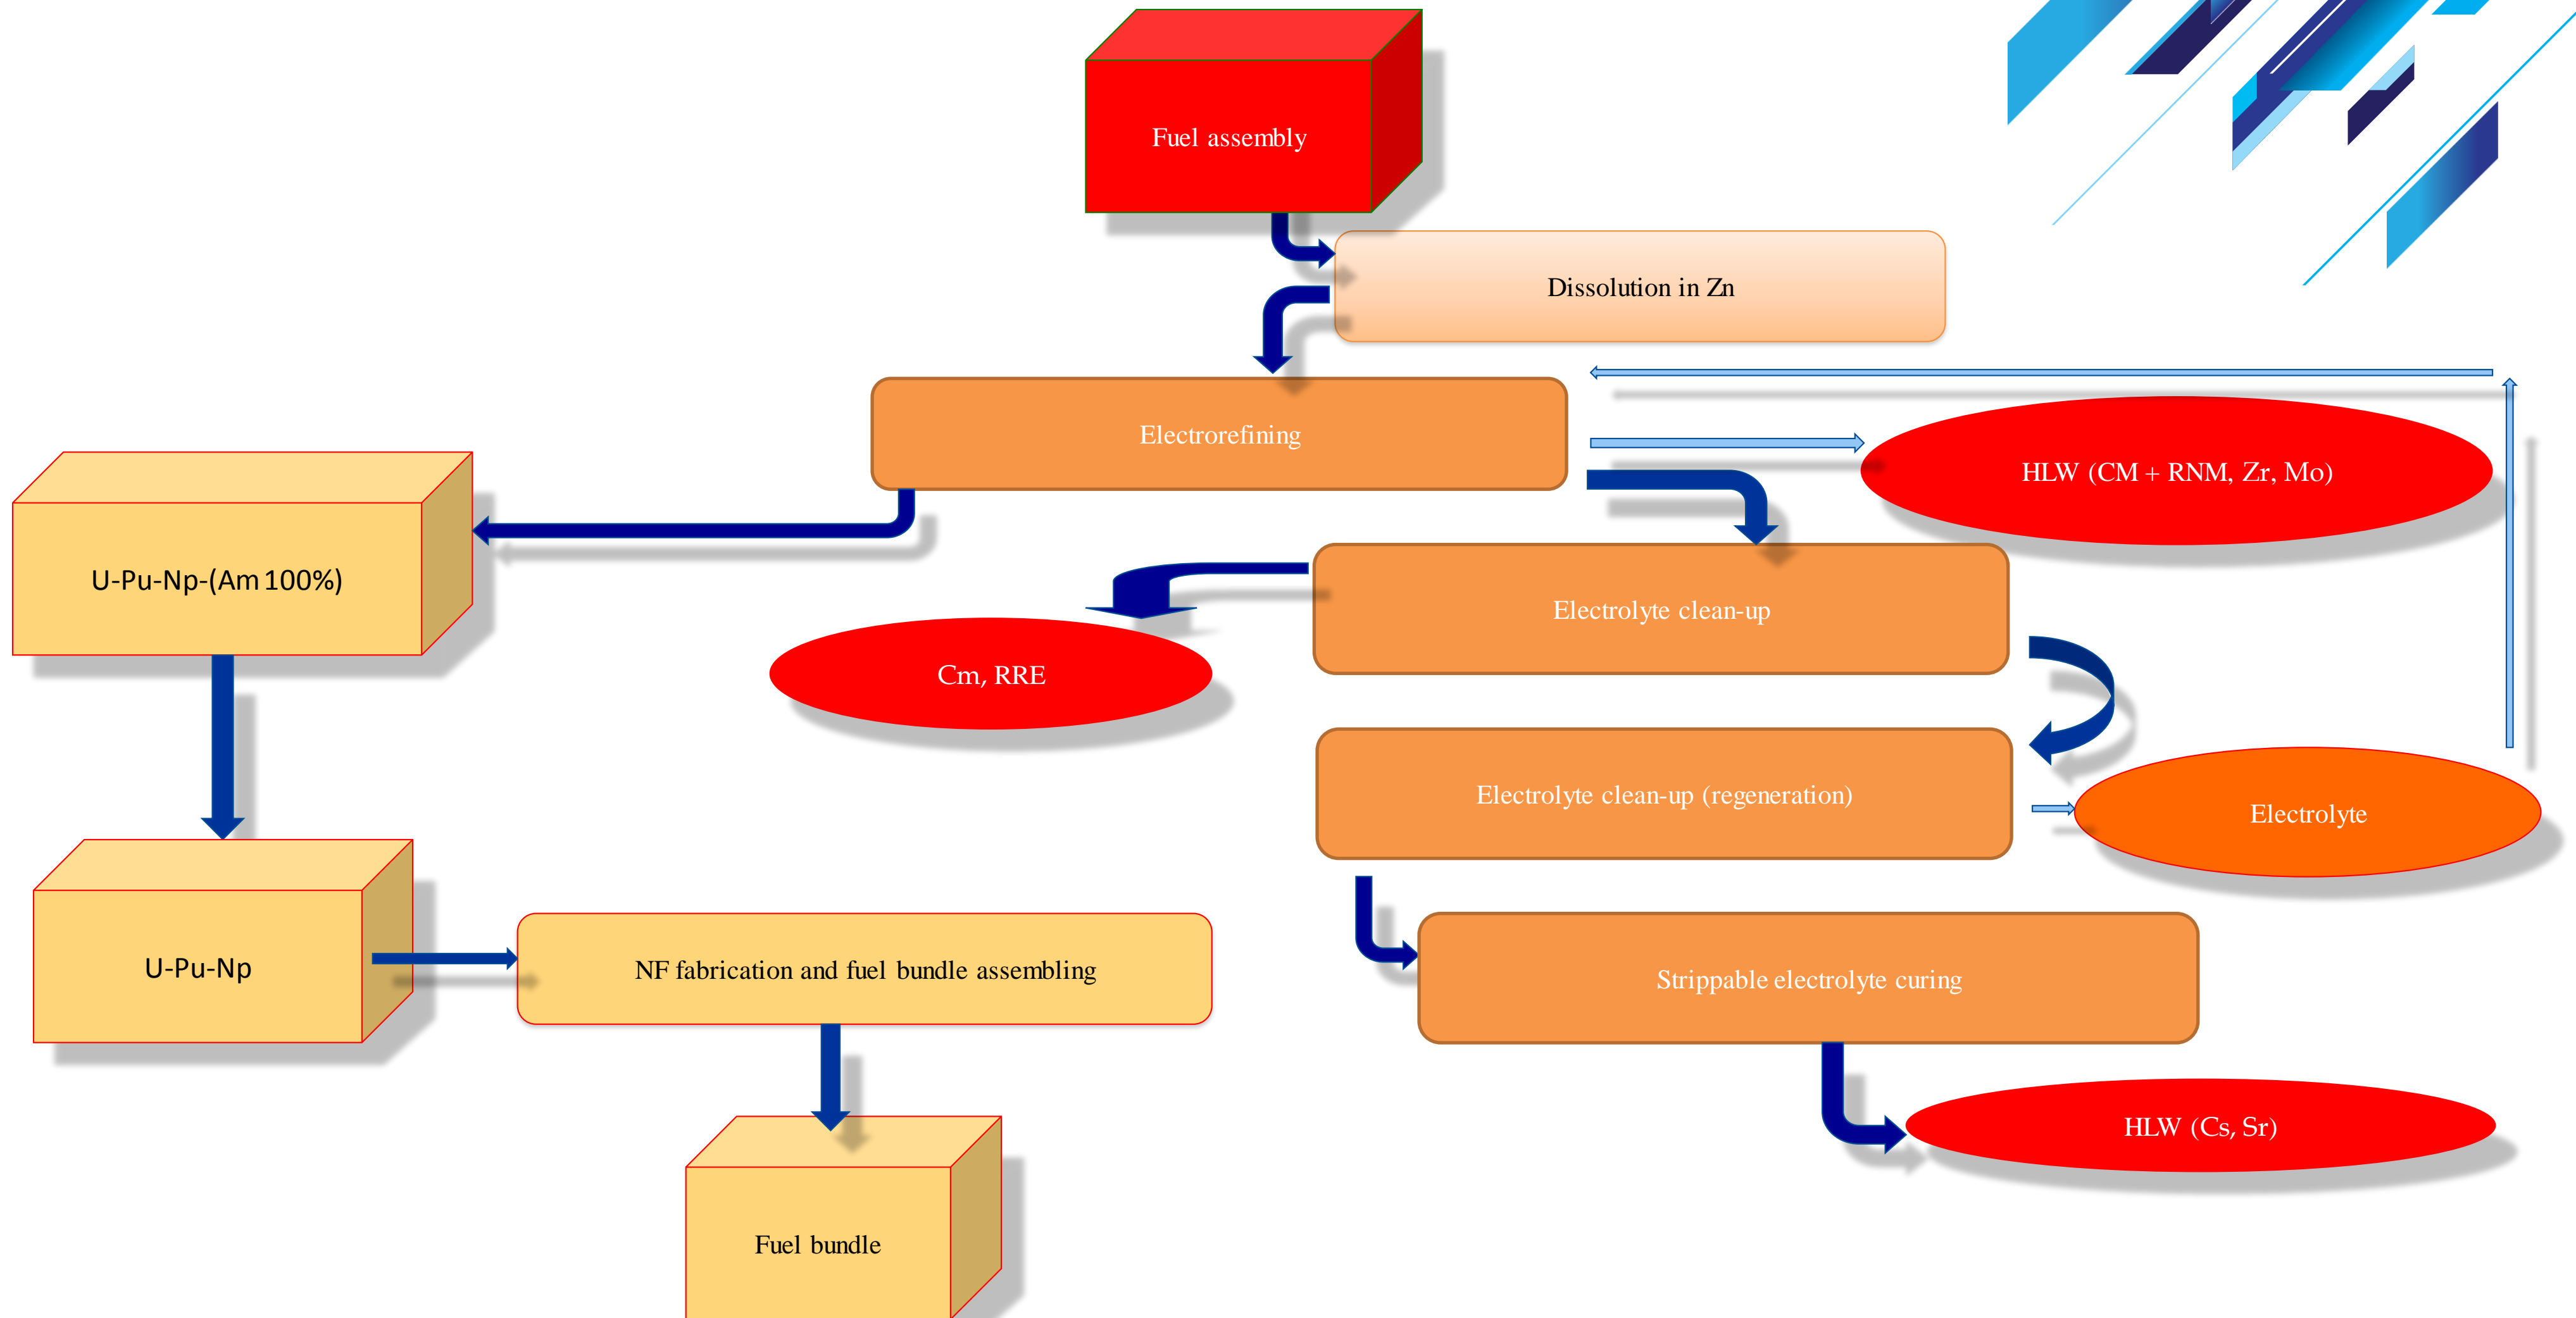 Fuel assembly
Dissolution in Zn
Electrorefining
HLW (CM + RNM, Zr, Mo)
U-Pu-Np-(Am 100%)
Electrolyte clean-up
Cm, RRE
Electrolyte clean-up (regeneration)
Electrolyte
U-Pu-Np
NF fabrication and fuel bundle assembling
Strippable electrolyte curing
HLW (Cs, Sr)
Fuel bundle